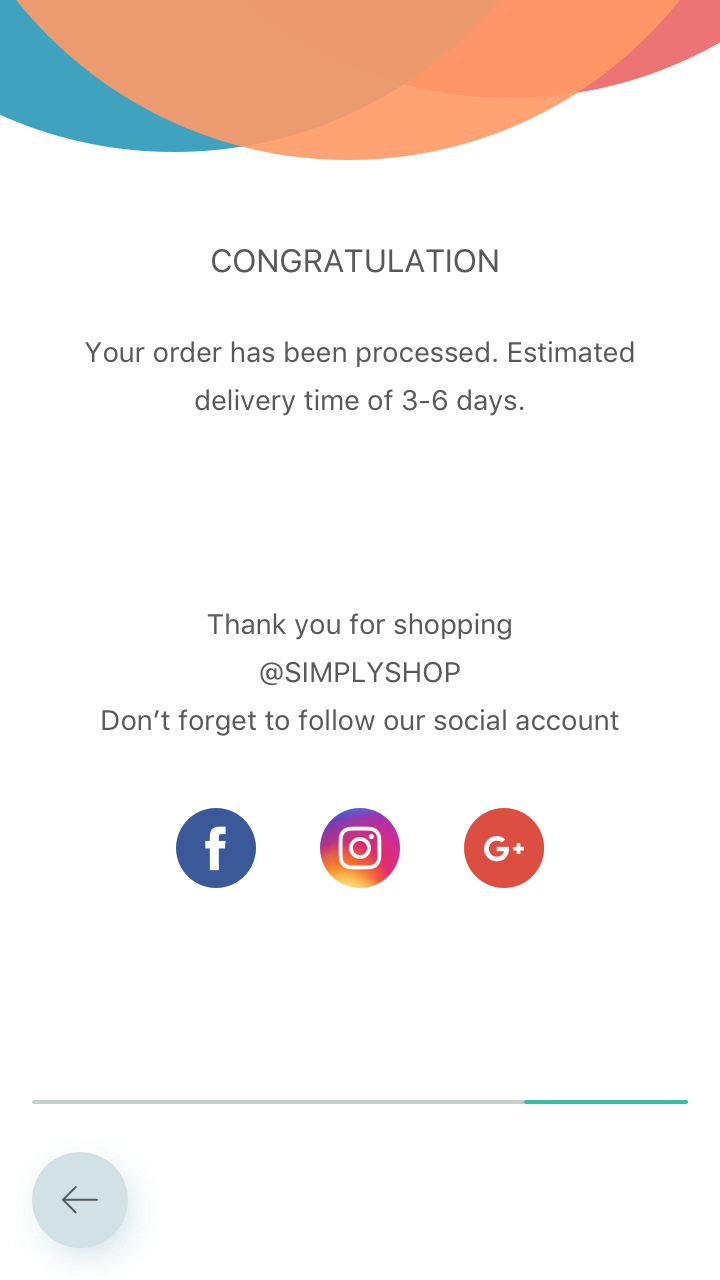 CONGRATULATION
Your order has been processed. Estimated
delivery time of 3-6 days.
Thank you for shopping
@SIMPLYSHOP
Don’t forget to follow our social account
f
G+